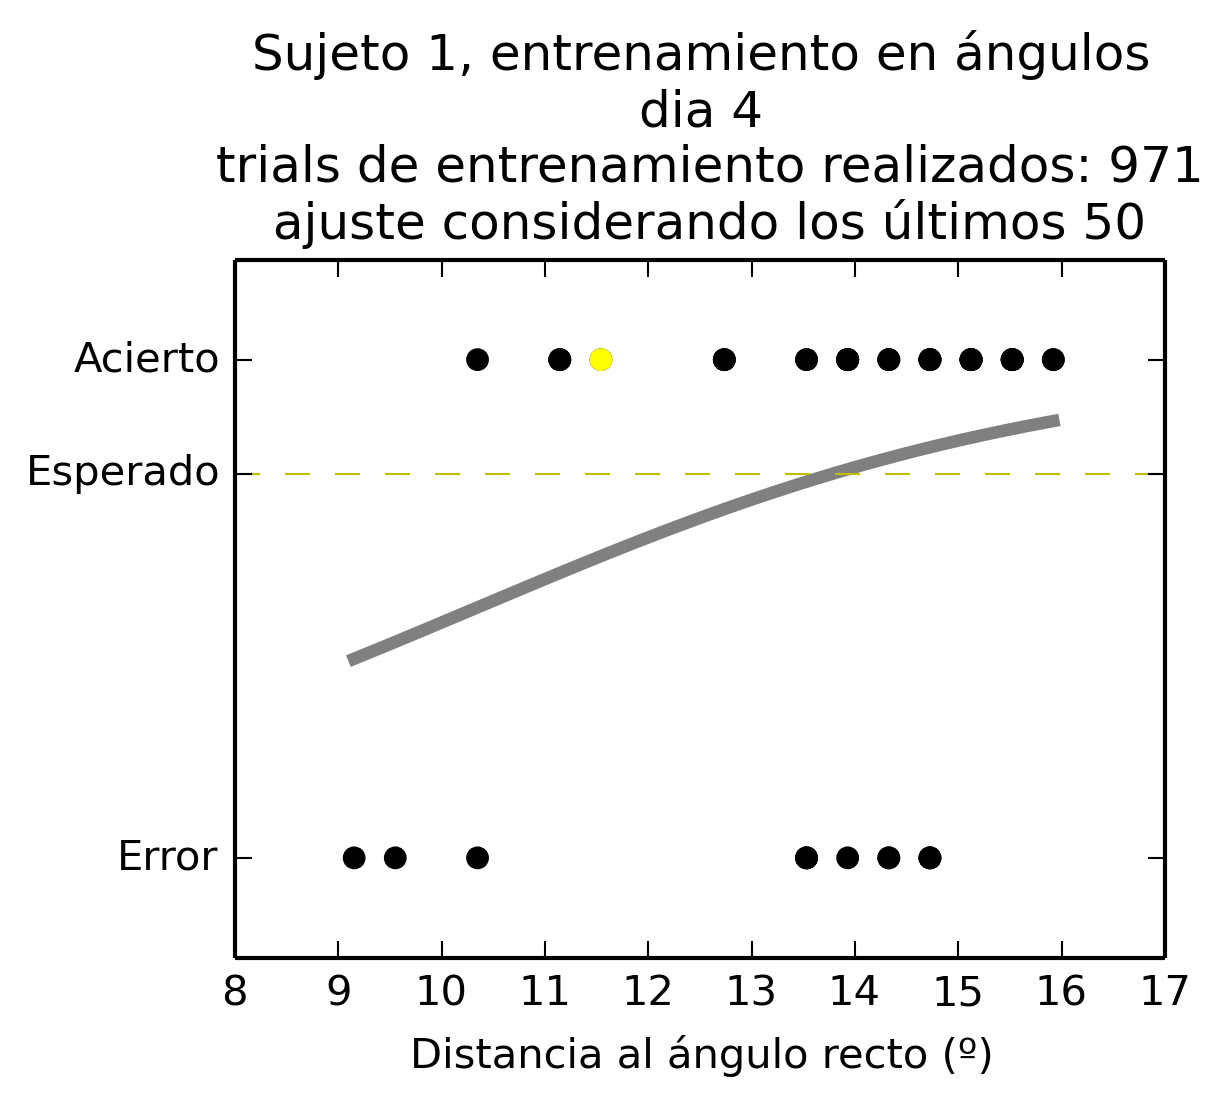 Sujeto 1, entrenamiento en ángulos
dia 4
trials de entrenamiento realizados: 971
ajuste considerando los últimos 50
Acierto
Esperado
Error
8 9 10 11 12 13 14 15 16 17
Distancia al ángulo recto (º)